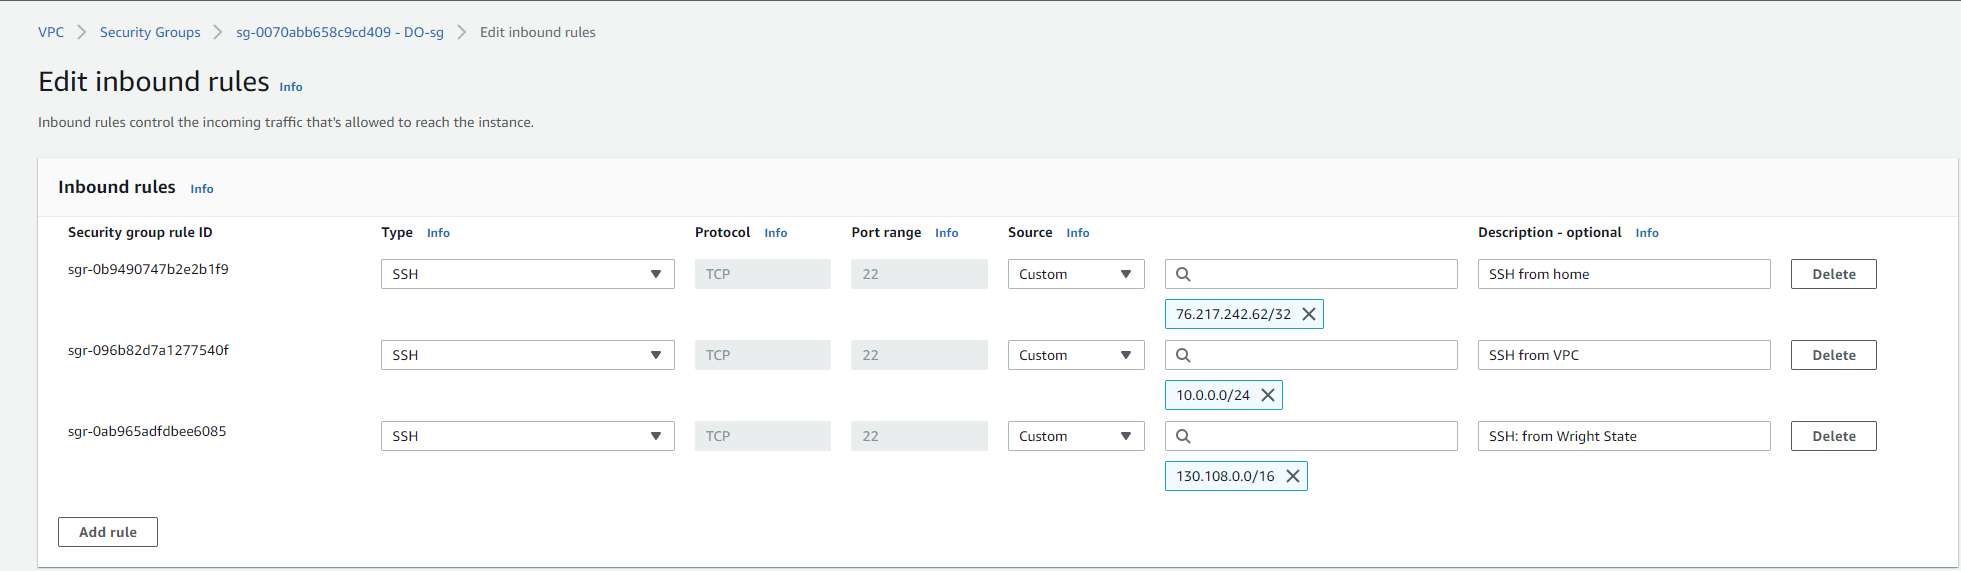 VPC > Security Groups > sg-0070abb658c9cd409 - DO-sg > Edit inbound rules
Edit inbound rules Info
Inbound rules control the incoming traffic that's allowed to reach the instance.
Inbound rules Info
Security group rule ID Type Info Protocol Info Port range Info Source Info Description - optional Info
sgr-0b9490747b2e2b1f9 SSH TCP 22 Custom SSH from home Delete
76.217.242.62/32
sgr-096b82d7a1277540f SSH TCP 22 Custom SSH from VPC Delete
10.0.0.0/24
sgr-0ab965adfdbee6085 SSH TCP 22 Custom SSH: from Wright State Delete
130.108.0.0/16
Add rule